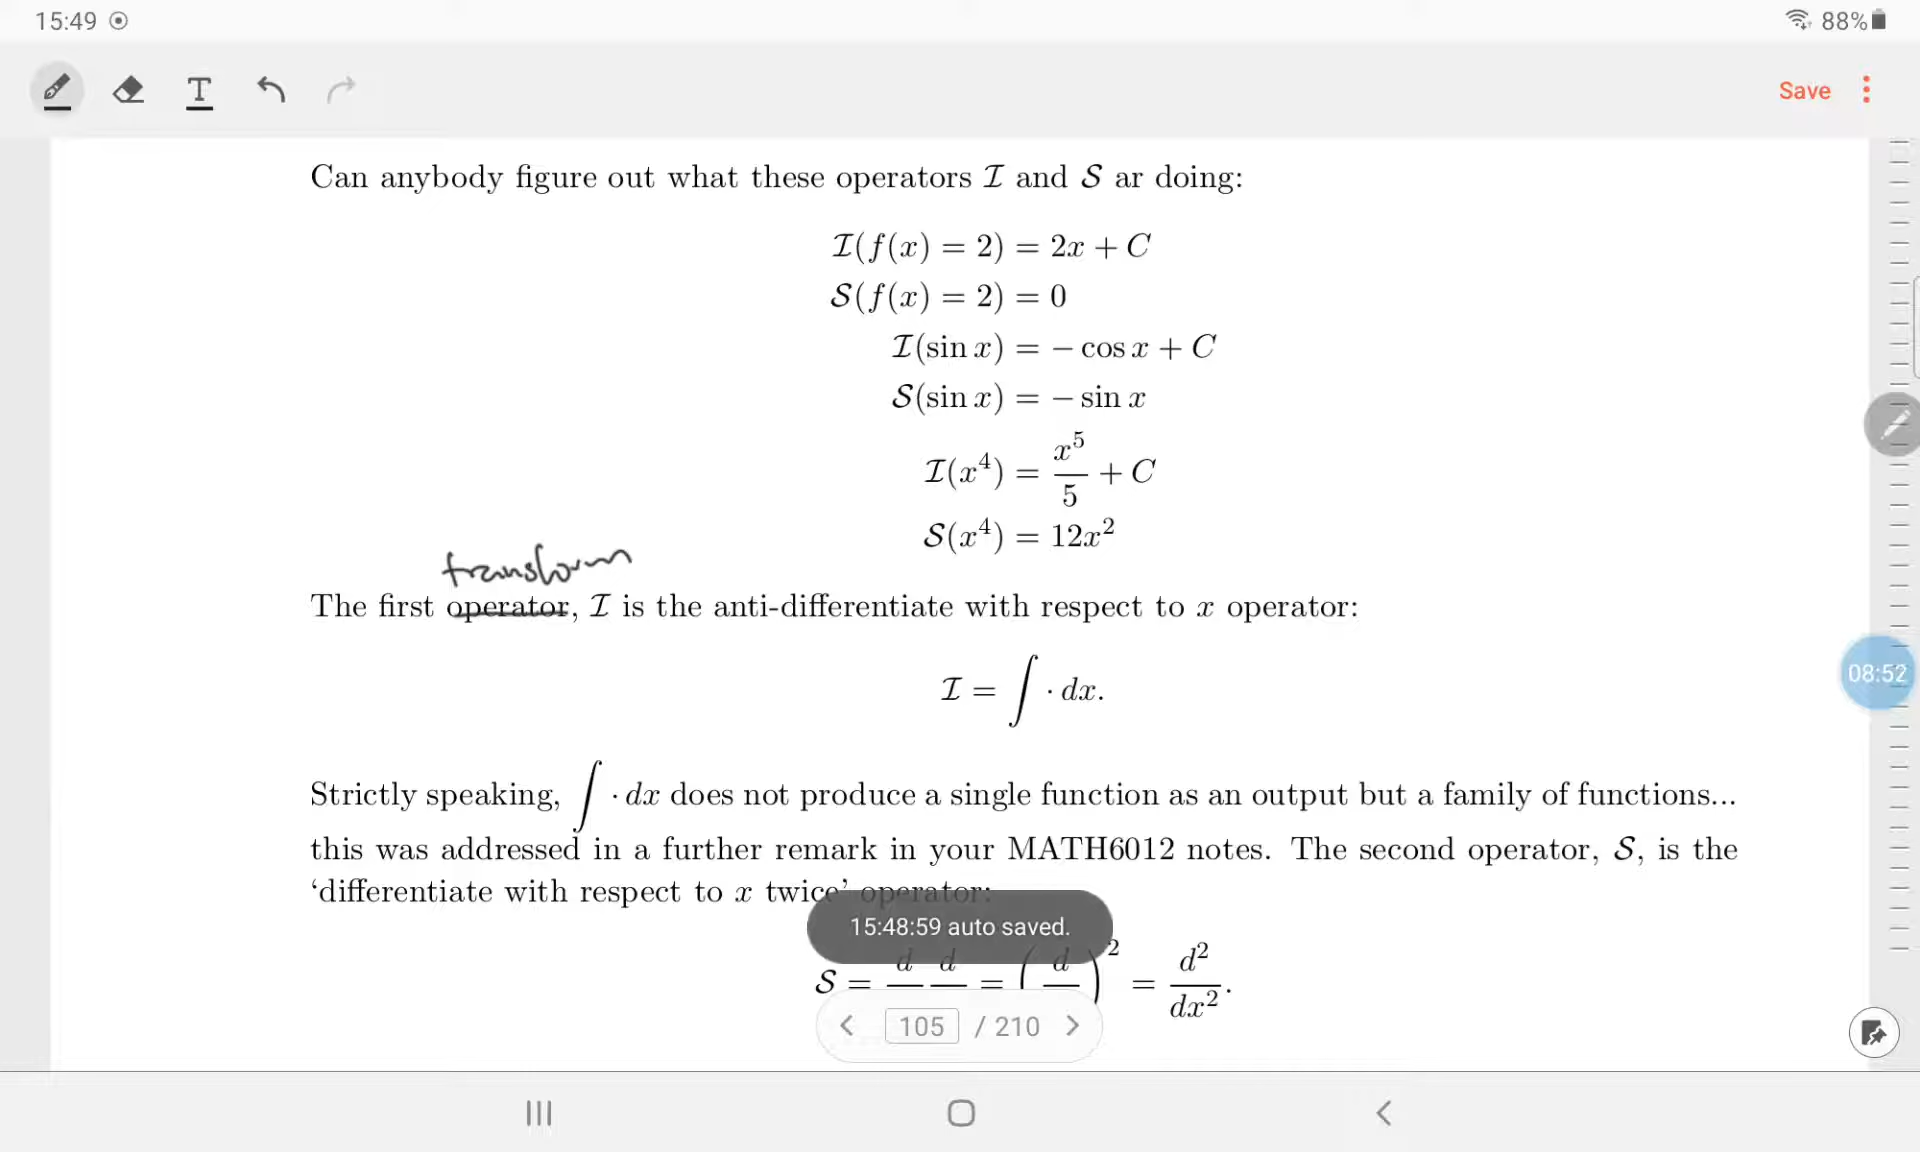 15:49
88%
T
Save
Can anybody figure out what these operators ℐ and 𝒮 ar doing:
ℐ(f(x) = 2) = 2x + C
𝒮(f(x) = 2) = 0
ℐ(sin x) = − cos x + C
𝒮(sin x) = − sin x
ℐ(x⁴) = x⁵/5 + C
𝒮(x⁴) = 12x²
transform
The first operator, ℐ is the anti-differentiate with respect to x operator:
ℐ = ∫ · dx.
08:52
Strictly speaking, ∫ · dx does not produce a single function as an output but a family of functions...
this was addressed in a further remark in your MATH6012 notes. The second operator, 𝒮, is the
‘differentiate with respect to x twice’ operator:
15:48:59 auto saved.
𝒮 = d d = ( d )² = d²/dx².
105 / 210